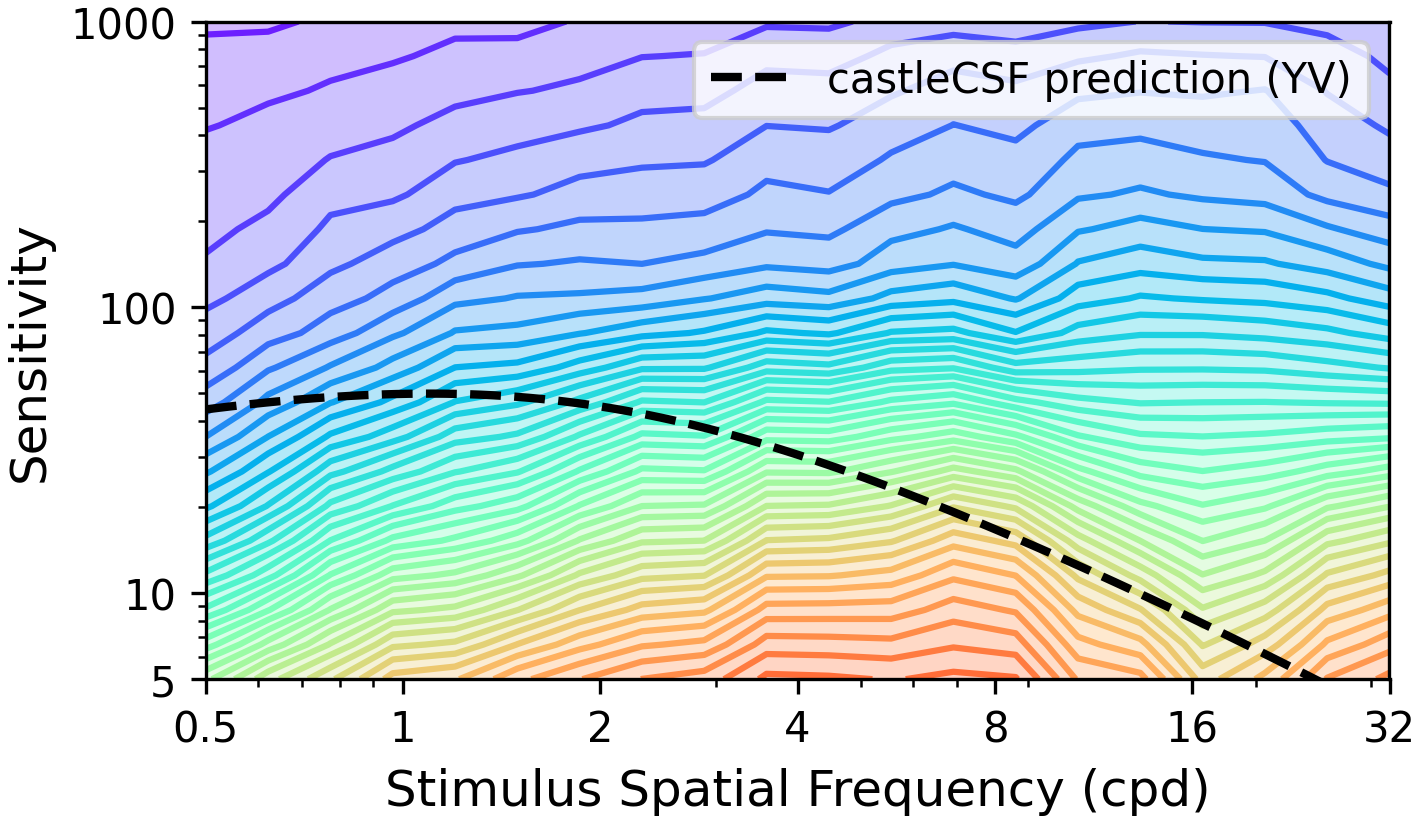 1000
100
10
5
Sensitivity
castleCSF prediction (YV)
0.5 1 2 4 8 16 32
Stimulus Spatial Frequency (cpd)